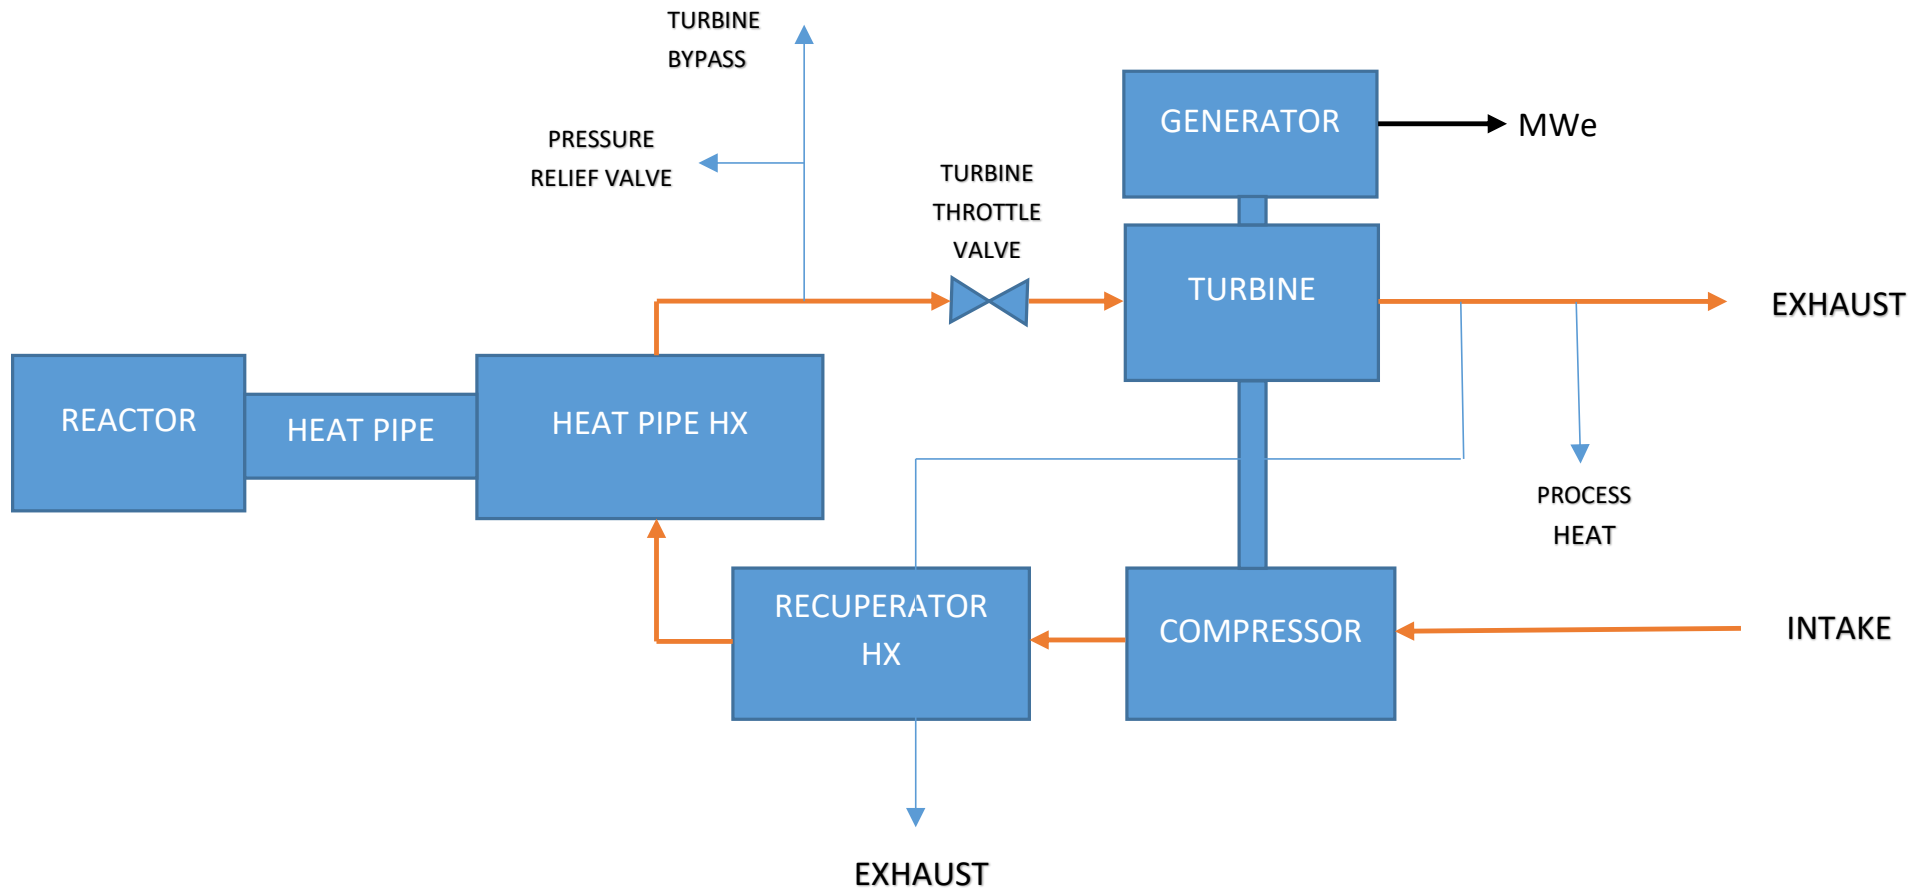 TURBINE
BYPASS
PRESSURE
RELIEF VALVE
TURBINE
THROTTLE
VALVE
GENERATOR
MWe
TURBINE
EXHAUST
REACTOR
HEAT PIPE
HEAT PIPE HX
PROCESS
HEAT
RECUPERATOR
HX
COMPRESSOR
INTAKE
EXHAUST